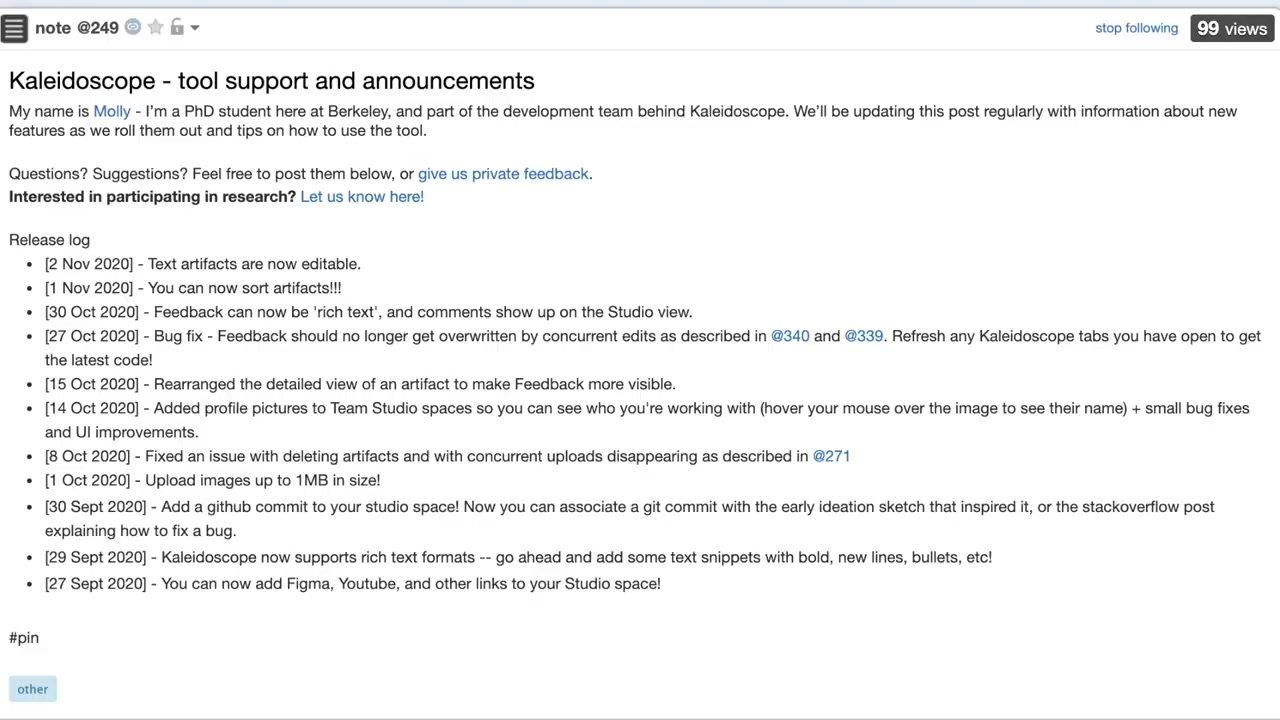 note @249
stop following
99 views
Kaleidoscope - tool support and announcements
My name is Molly - I'm a PhD student here at Berkeley, and part of the development team behind Kaleidoscope. We'll be updating this post regularly with information about new
features as we roll them out and tips on how to use the tool.
Questions? Suggestions? Feel free to post them below, or give us private feedback.
Interested in participating in research? Let us know here!
Release log
• [2 Nov 2020] - Text artifacts are now editable.
• [1 Nov 2020] - You can now sort artifacts!!!
• [30 Oct 2020] - Feedback can now be 'rich text', and comments show up on the Studio view.
• [27 Oct 2020] - Bug fix - Feedback should no longer get overwritten by concurrent edits as described in @340 and @339. Refresh any Kaleidoscope tabs you have open to get
the latest code!
• [15 Oct 2020] - Rearranged the detailed view of an artifact to make Feedback more visible.
• [14 Oct 2020] - Added profile pictures to Team Studio spaces so you can see who you're working with (hover your mouse over the image to see their name) + small bug fixes
and UI improvements.
• [8 Oct 2020] - Fixed an issue with deleting artifacts and with concurrent uploads disappearing as described in @271
• [1 Oct 2020] - Upload images up to 1MB in size!
• [30 Sept 2020] - Add a github commit to your studio space! Now you can associate a git commit with the early ideation sketch that inspired it, or the stackoverflow post
explaining how to fix a bug.
• [29 Sept 2020] - Kaleidoscope now supports rich text formats -- go ahead and add some text snippets with bold, new lines, bullets, etc!
• [27 Sept 2020] - You can now add Figma, Youtube, and other links to your Studio space!
#pin
other